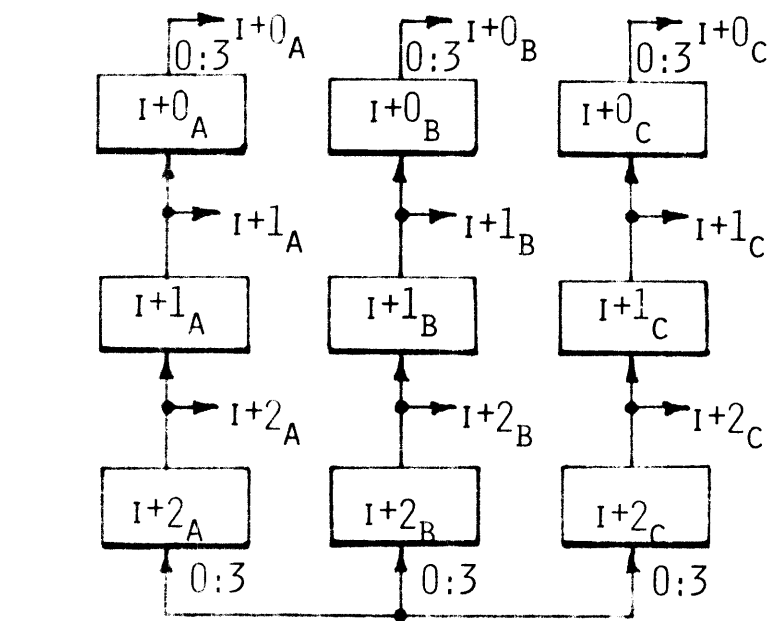 I+0A I+0B I+0C
0:3 0:3 0:3
I+0A I+0B I+0C
I+1A I+1B I+1C
I+1A I+1B I+1C
I+2A I+2B I+2C
I+2A I+2B I+2C
0:3 0:3 0:3